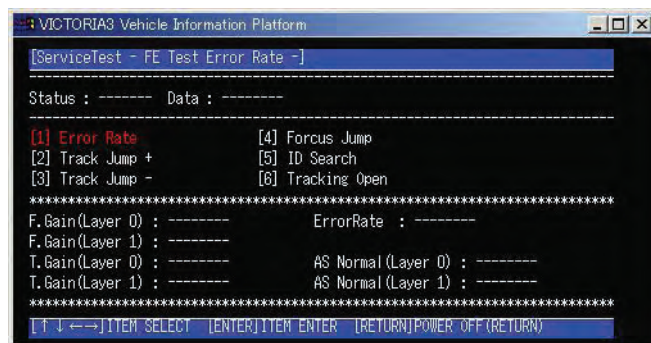 VICTORIA3 Vehicle Information Platform
[ServiceTest - FE Test Error Rate -]
Status : ------- Data : --------
[1] Error Rate [4] Forcus Jump
[2] Track Jump + [5] ID Search
[3] Track Jump - [6] Tracking Open
F.Gain(Layer 0) : -------- ErrorRate : --------
F.Gain(Layer 1) : --------
T.Gain(Layer 0) : -------- AS Normal(Layer 0) : --------
T.Gain(Layer 1) : -------- AS Normal(Layer 1) : --------
[↑↓←→]ITEM SELECT [ENTER]ITEM ENTER [RETURN]POWER OFF(RETURN)